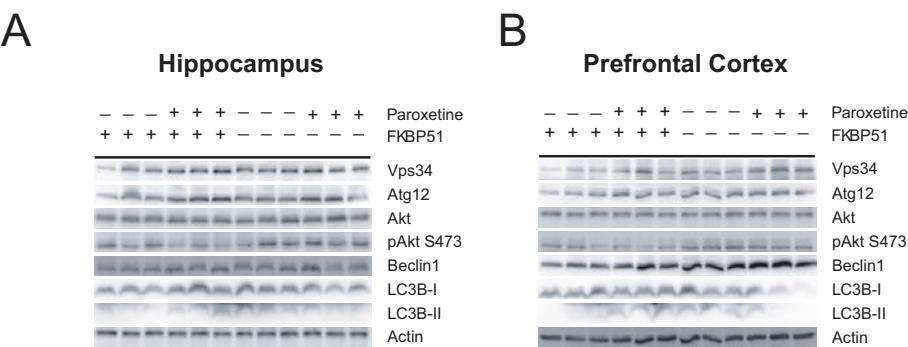 A
Hippocampus
– – – + + + – – – + + + Paroxetine
+ + + + + + – – – – – – FKBP51
Vps34
Atg12
Akt
pAkt S473
Beclin1
LC3B-I
LC3B-II
Actin
B
Prefrontal Cortex
– – – + + + – – – + + + Paroxetine
+ + + + + + – – – – – – FKBP51
Vps34
Atg12
Akt
pAkt S473
Beclin1
LC3B-I
LC3B-II
Actin